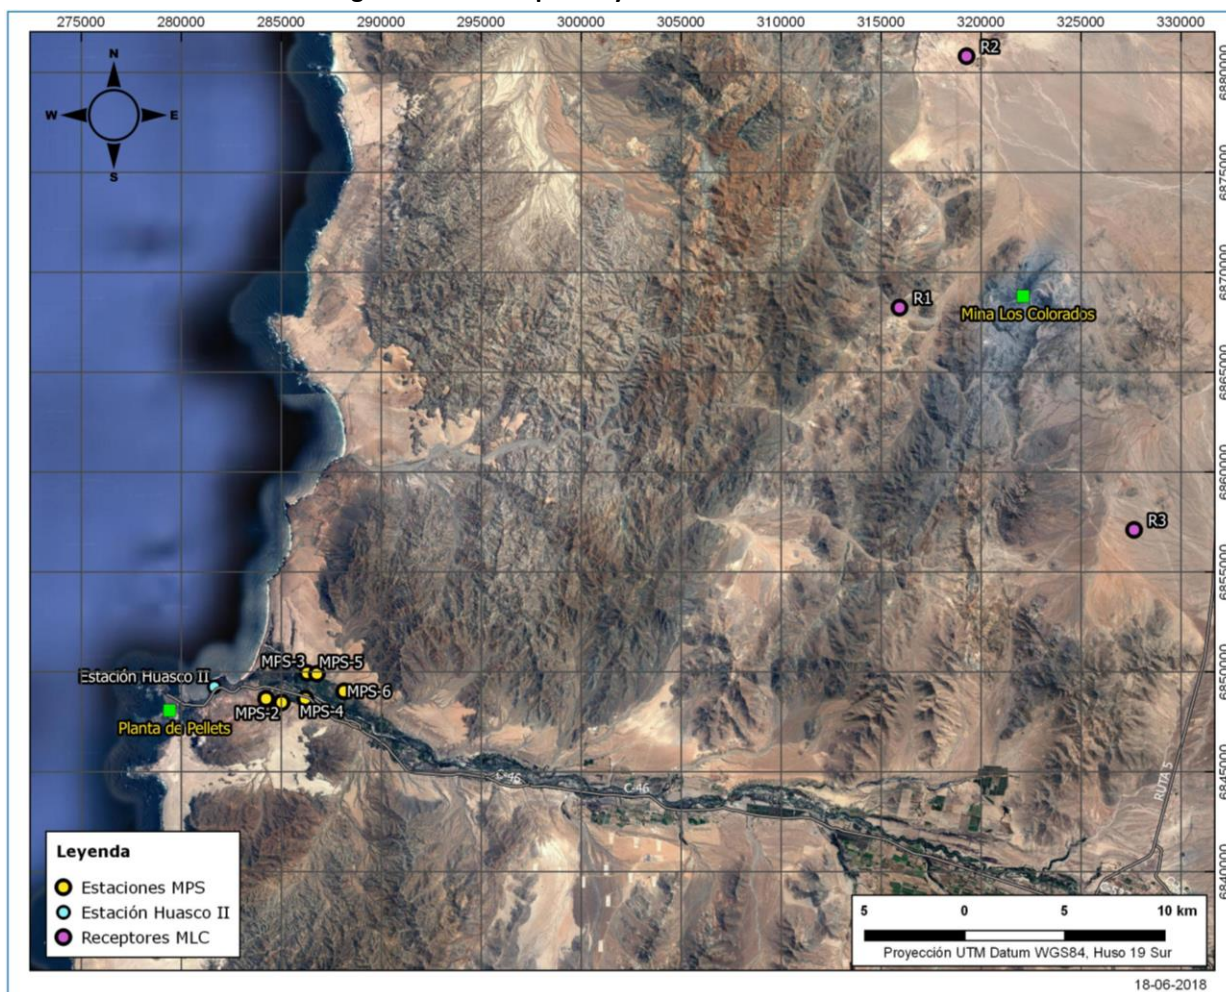 275000 280000 285000 290000 295000 300000 305000 310000 315000 320000 325000 330000
N
W E
S
R2
R1
Mina Los Colorados
R3
MPS-3 MPS-5
Estación Huasco II
MPS-6
MPS-2 MPS-4
Planta de Pellets
C-46
C-46
RUTA 5
6880000
6875000
6870000
6865000
6860000
6855000
6850000
6845000
6840000
Leyenda
Estaciones MPS
Estación Huasco II
Receptores MLC
5 0 5 10 km
Proyección UTM Datum WGS84, Huso 19 Sur
18-06-2018